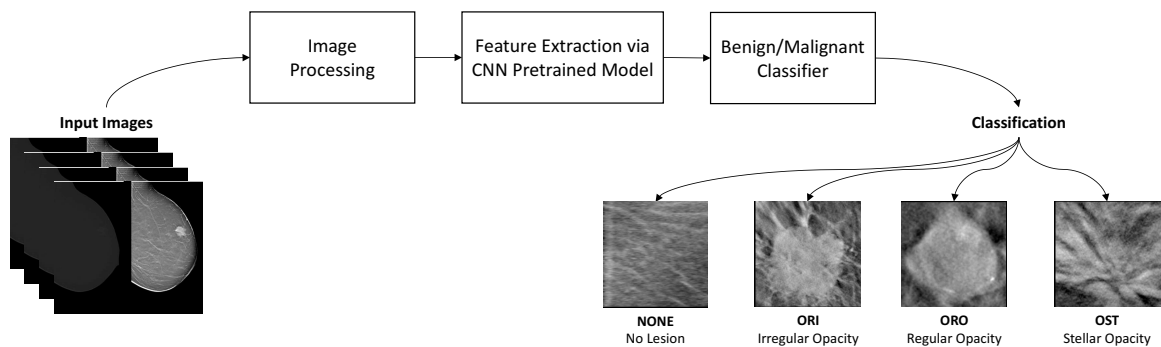 Image
Processing
Feature Extraction via
CNN Pretrained Model
Benign/Malignant
Classifier
Input Images
Classification
NONE
No Lesion
ORI
Irregular Opacity
ORO
Regular Opacity
OST
Stellar Opacity